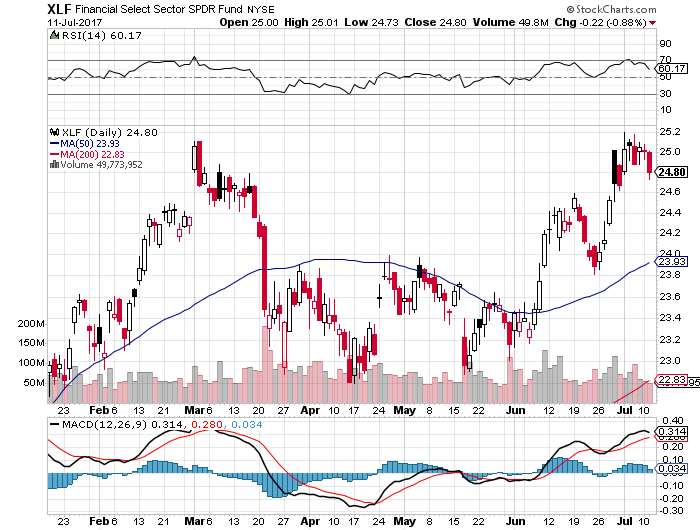 XLF Financial Select Sector SPDR Fund NYSE © StockCharts.com
11-Jul-2017 Open 25.00 High 25.01 Low 24.73 Close 24.80 Volume 49.8M Chg -0.22 (-0.88%)
RSI(14) 60.17
90
70
60.17
50
30
10
XLF (Daily) 24.80
MA(50) 23.93
MA(200) 22.83
Volume 49,773,952
25.2
25.0
24.80
24.6
24.4
24.2
24.0
23.93
23.8
23.6
23.4
23.2
23.0
22.83
200M
150M
100M
50M
23 Feb 6 13 21 27 Mar 6 13 20 27 Apr 10 17 24 May 8 15 22 Jun 12 19 26 Jul 10
MACD(12,26,9) 0.314, 0.280, 0.034
0.314
0.20
0.10
0.034
-0.10
-0.20
-0.30
23 Feb 6 13 21 27 Mar 6 13 20 27 Apr 10 17 24 May 8 15 22 Jun 12 19 26 Jul 10